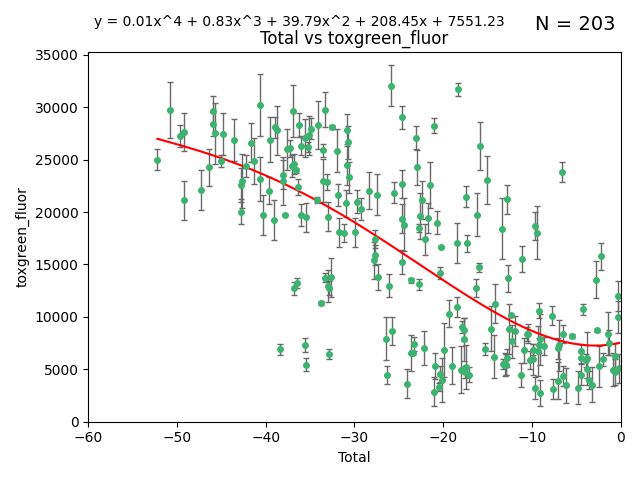 y = 0.01x^4 + 0.83x^3 + 39.79x^2 + 208.45x + 7551.23
N = 203
Total vs toxgreen_fluor
35000
30000
25000
20000
15000
10000
5000
0
toxgreen_fluor
−60 −50 −40 −30 −20 −10 0
Total